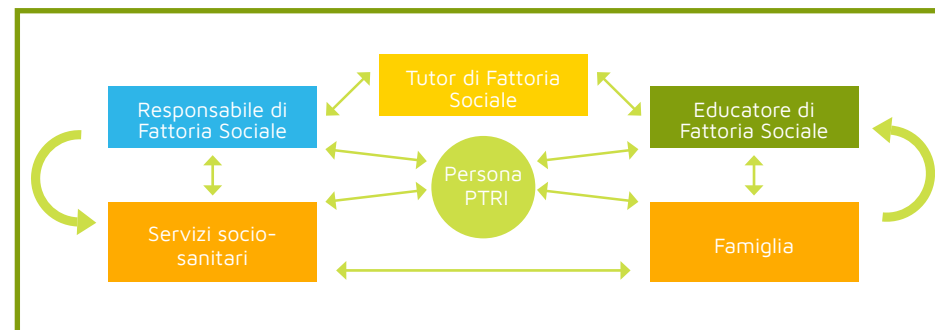 Tutor di Fattoria
Sociale
Responsabile di
Fattoria Sociale
Educatore di
Fattoria Sociale
Persona
PTRI
Servizi socio-
sanitari
Famiglia